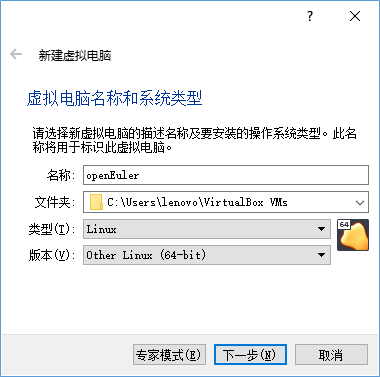 ?
新建虚拟电脑
虚拟电脑名称和系统类型
请选择新虚拟电脑的描述名称及要安装的操作系统类型。此名
称将用于标识此虚拟电脑。
名称: openEuler
文件夹: C:\Users\lenovo\VirtualBox VMs
类型(T): Linux
64
版本(V): Other Linux (64-bit)
专家模式(E) 下一步(N) 取消